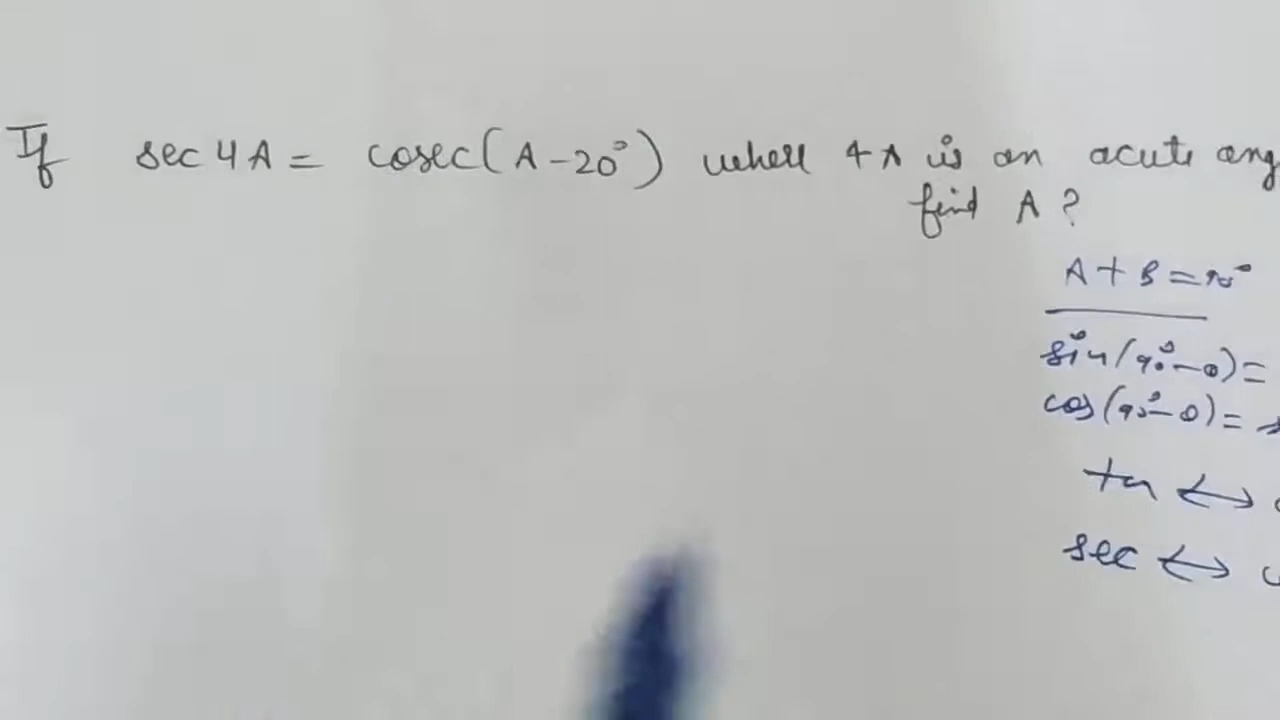 If sec 4A = cosec(A-20°) where 4A is an acute ang
find A?
A + B = 90°
sin(90°-θ)=
cos(90°-θ)=
tan ↔
sec ↔